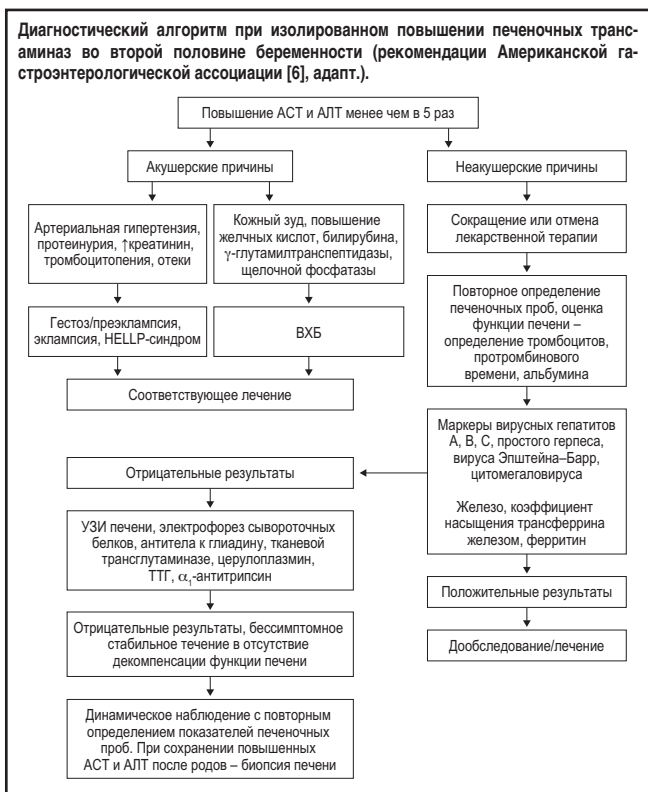 Диагностический алгоритм при изолированном повышении печеночных транс-
аминаз во второй половине беременности (рекомендации Американской га-
строэнтерологической ассоциации [6], адапт.).
Повышение АСТ и АЛТ менее чем в 5 раз
Акушерские причины
Неакушерские причины
Артериальная гипертензия,
протеинурия, ↑креатинин,
тромбоцитопения, отеки
Кожный зуд, повышение
желчных кислот, билирубина,
γ-глутамилтранспептидазы,
щелочной фосфатазы
Сокращение или отмена
лекарственной терапии
Гестоз/преэклампсия,
эклампсия, HELLP-синдром
ВХБ
Повторное определение
печеночных проб, оценка
функции печени –
определение тромбоцитов,
протромбинового
времени, альбумина
Соответствующее лечение
Маркеры вирусных гепатитов
А, В, С, простого герпеса,
вируса Эпштейна–Барр,
цитомегаловируса
Железо, коэффициент
насыщения трансферрина
железом, ферритин
Отрицательные результаты
УЗИ печени, электрофорез сывороточных
белков, антитела к глиадину, тканевой
трансглутаминазе, церулоплазмин,
ТТГ, α1-антитрипсин
Положительные результаты
Отрицательные результаты, бессимптомное
стабильное течение в отсутствие
декомпенсации функции печени
Дообследование/лечение
Динамическое наблюдение с повторным
определением показателей печеночных
проб. При сохранении повышенных
АСТ и АЛТ после родов – биопсия печени